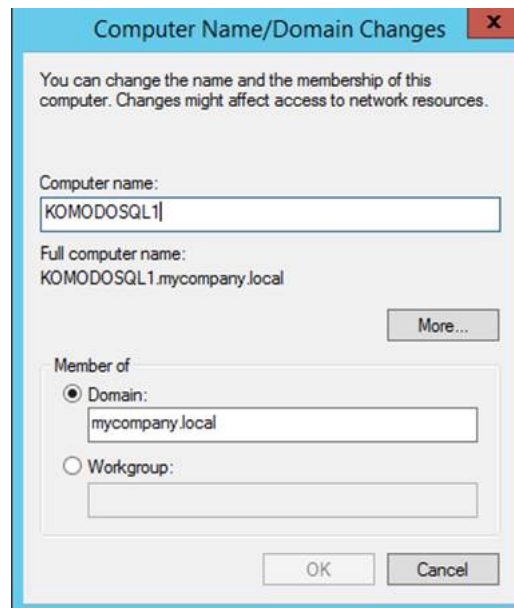 Computer Name/Domain Changes
x
You can change the name and the membership of this
computer. Changes might affect access to network resources.
Computer name:
KOMODOSQL1
Full computer name:
KOMODOSQL1.mycompany.local
More...
Member of
Domain:
mycompany.local
Workgroup:
OK Cancel